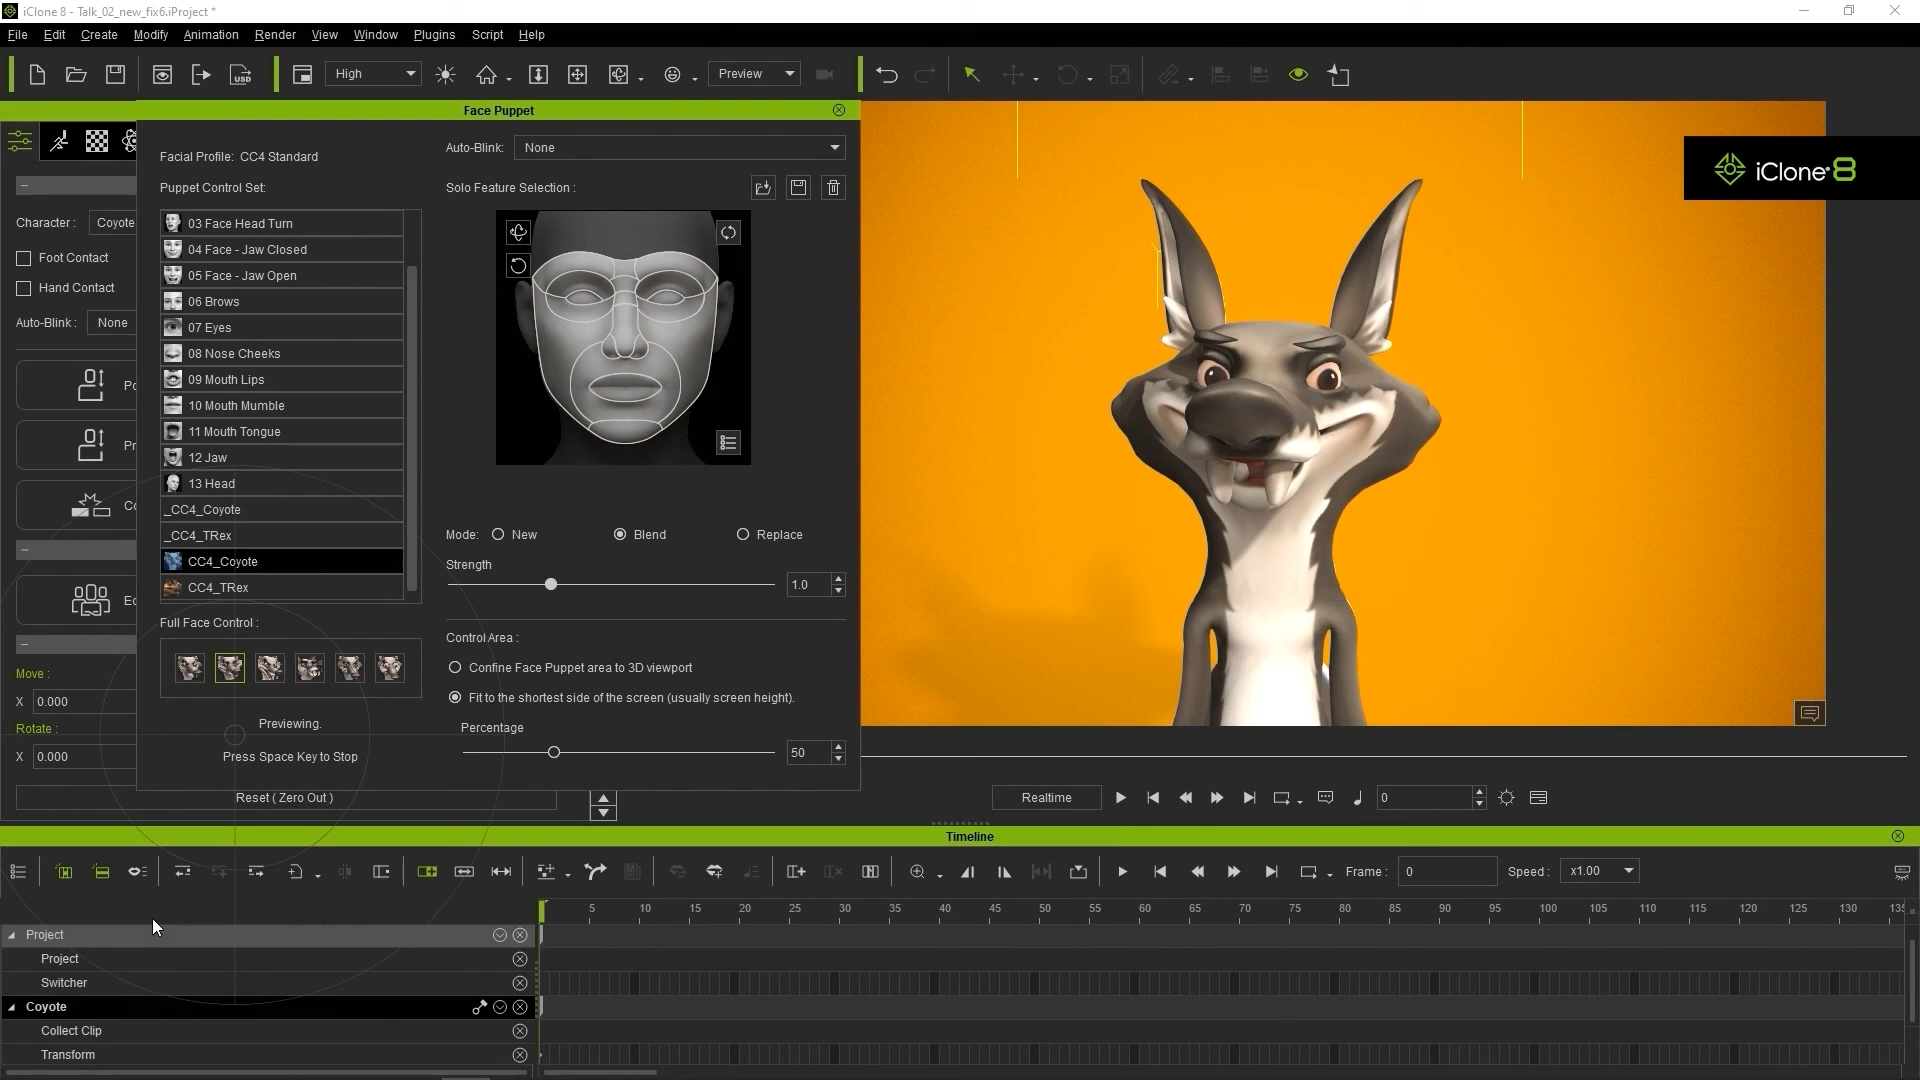 iClone 8 - Talk_02_new_fix6.iProject *
File Edit Create Modify Animation Render View Window Plugins Script Help
High
Preview
Face Puppet
iClone 8
Character : Coyote
Foot Contact
Hand Contact
Auto-Blink : None
Move :
X 0.000
Rotate :
X 0.000
Reset ( Zero Out )
Facial Profile: CC4 Standard
Puppet Control Set:
03 Face Head Turn
04 Face - Jaw Closed
05 Face - Jaw Open
06 Brows
07 Eyes
08 Nose Cheeks
09 Mouth Lips
10 Mouth Mumble
11 Mouth Tongue
12 Jaw
13 Head
_CC4_Coyote
_CC4_TRex
CC4_Coyote
CC4_TRex
Full Face Control :
Previewing.
Press Space Key to Stop
Auto-Blink: None
Solo Feature Selection :
Mode: New Blend Replace
Strength
1.0
Control Area :
Confine Face Puppet area to 3D viewport
Fit to the shortest side of the screen (usually screen height).
Percentage
50
Realtime
0
Timeline
Frame : 0 Speed : x1.00
5 10 15 20 25 30 35 40 45 50 55 60 65 70 75 80 85 90 95 100 105 110 115 120 125 130
Project
Project
Switcher
Coyote
Collect Clip
Transform